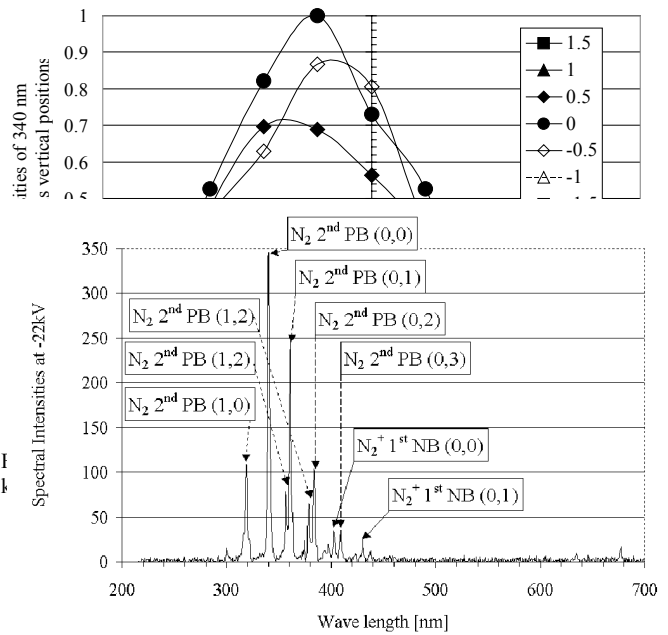 1
0.9
0.8
0.7
0.6
0.5
ities of 340 nm
s vertical positions
1.5
1
0.5
0
-0.5
-1
-1.5
N₂ 2ⁿᵈ PB (0,0)
N₂ 2ⁿᵈ PB (0,1)
N₂ 2ⁿᵈ PB (1,2)
N₂ 2ⁿᵈ PB (0,2)
N₂ 2ⁿᵈ PB (1,2)
N₂ 2ⁿᵈ PB (0,3)
N₂ 2ⁿᵈ PB (1,0)
N₂⁺ 1ˢᵗ NB (0,0)
N₂⁺ 1ˢᵗ NB (0,1)
Spectral Intensities at -22kV
350
300
250
200
150
100
50
0
200 300 400 500 600 700
Wave length [nm]